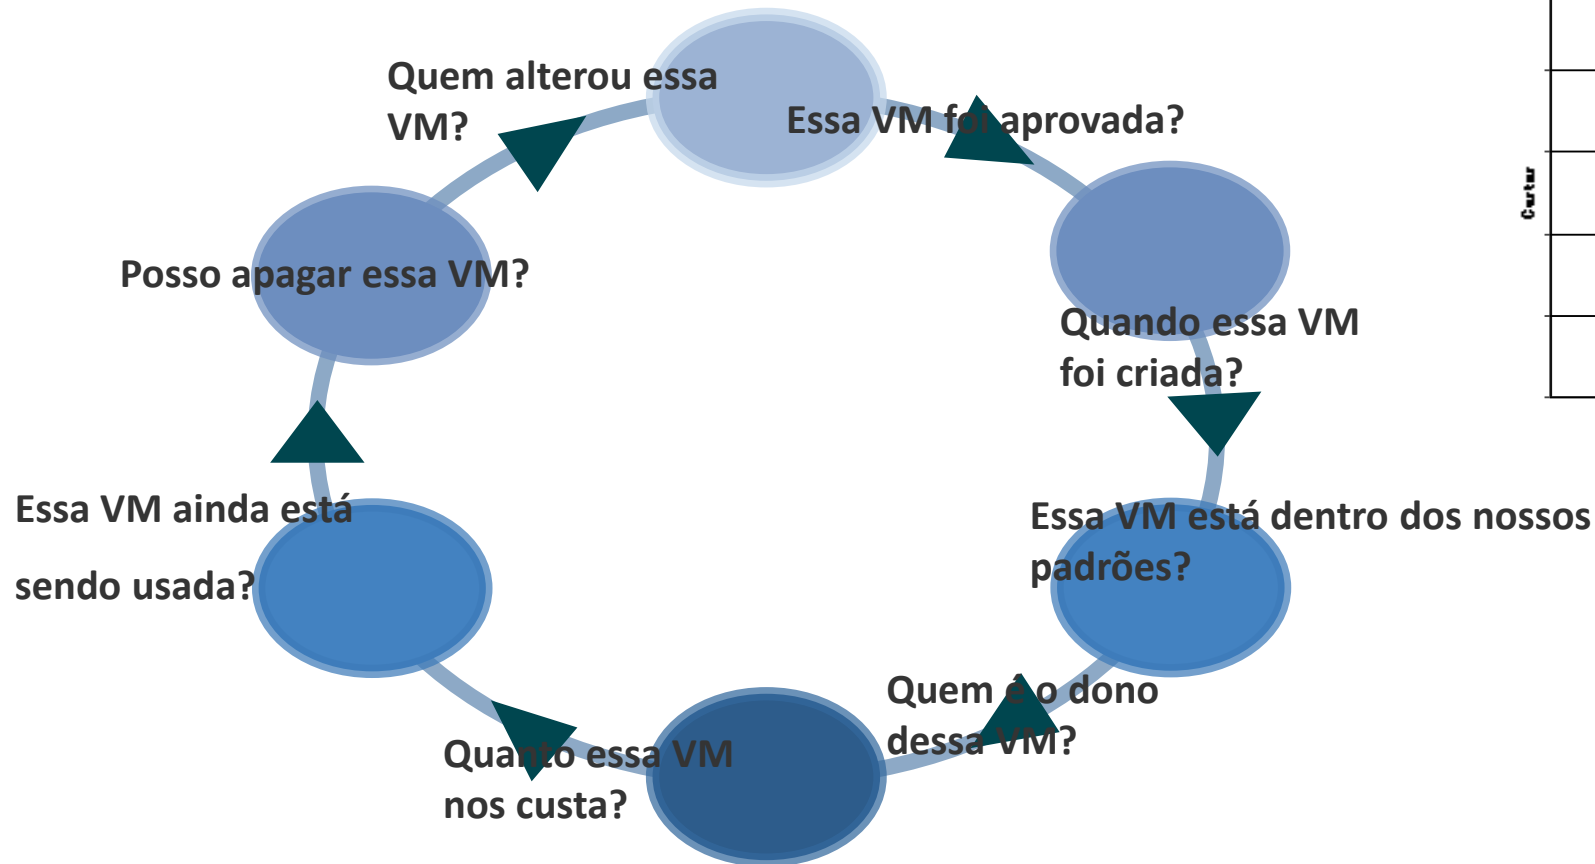 Quem alterou essa
VM?
Essa VM foi aprovada?
Posso apagar essa VM?
Quando essa VM
foi criada?
Essa VM ainda está
sendo usada?
Essa VM está dentro dos nossos
padrões?
Quem é o dono
dessa VM?
Quanto essa VM
nos custa?